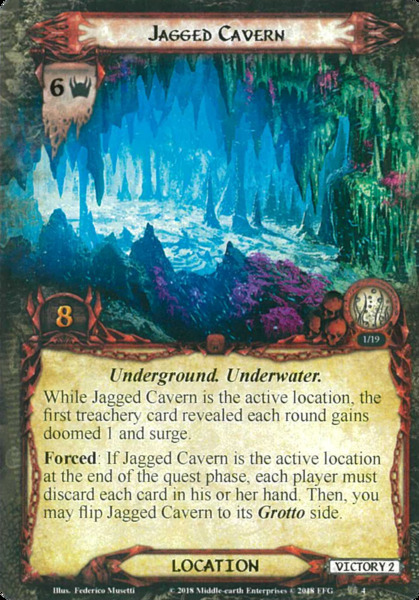 Jagged Cavern
6
8
1/19
Underground. Underwater.
While Jagged Cavern is the active location, the
first treachery card revealed each round gains
doomed 1 and surge.
Forced: If Jagged Cavern is the active location
at the end of the quest phase, each player must
discard each card in his or her hand. Then, you
may flip Jagged Cavern to its Grotto side.
LOCATION
VICTORY 2
Illus. Federico Musetti
© 2018 Middle-earth Enterprises © 2018 FFG
4